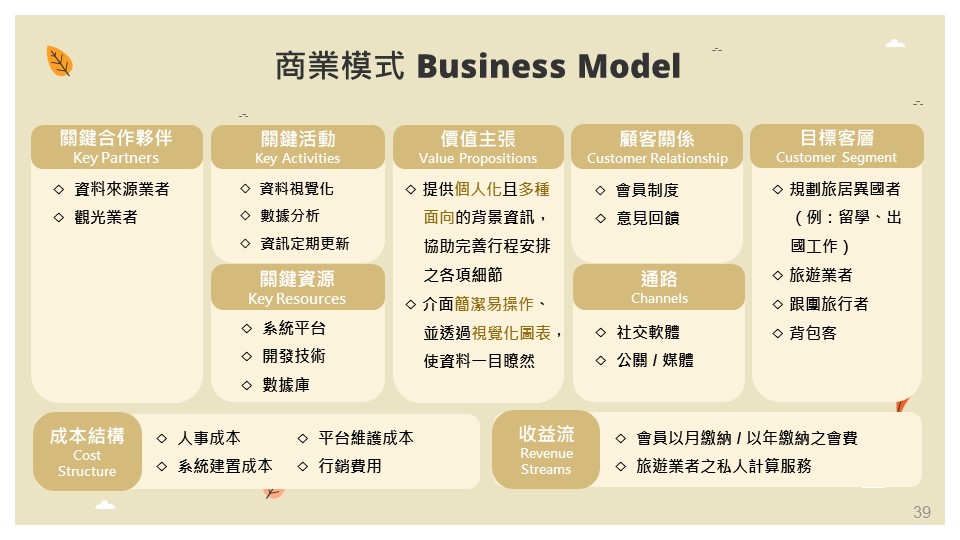 商業模式 Business Model
關鍵合作夥伴
Key Partners
◇ 資料來源業者
◇ 觀光業者
關鍵活動
Key Activities
◇ 資料視覺化
◇ 數據分析
◇ 資訊定期更新
關鍵資源
Key Resources
◇ 系統平台
◇ 開發技術
◇ 數據庫
價值主張
Value Propositions
◇ 提供個人化且多種
面向的背景資訊，
協助完善行程安排
之各項細節
◇ 介面簡潔易操作、
並透過視覺化圖表，
使資料一目瞭然
顧客關係
Customer Relationship
◇ 會員制度
◇ 意見回饋
通路
Channels
◇ 社交軟體
◇ 公關 / 媒體
目標客層
Customer Segment
◇ 規劃旅居異國者
（例：留學、出
國工作）
◇ 旅遊業者
◇ 跟團旅行者
◇ 背包客
成本結構
Cost
Structure
◇ 人事成本
◇ 系統建置成本
◇ 平台維護成本
◇ 行銷費用
收益流
Revenue
Streams
◇ 會員以月繳納 / 以年繳納之會費
◇ 旅遊業者之私人計算服務
39